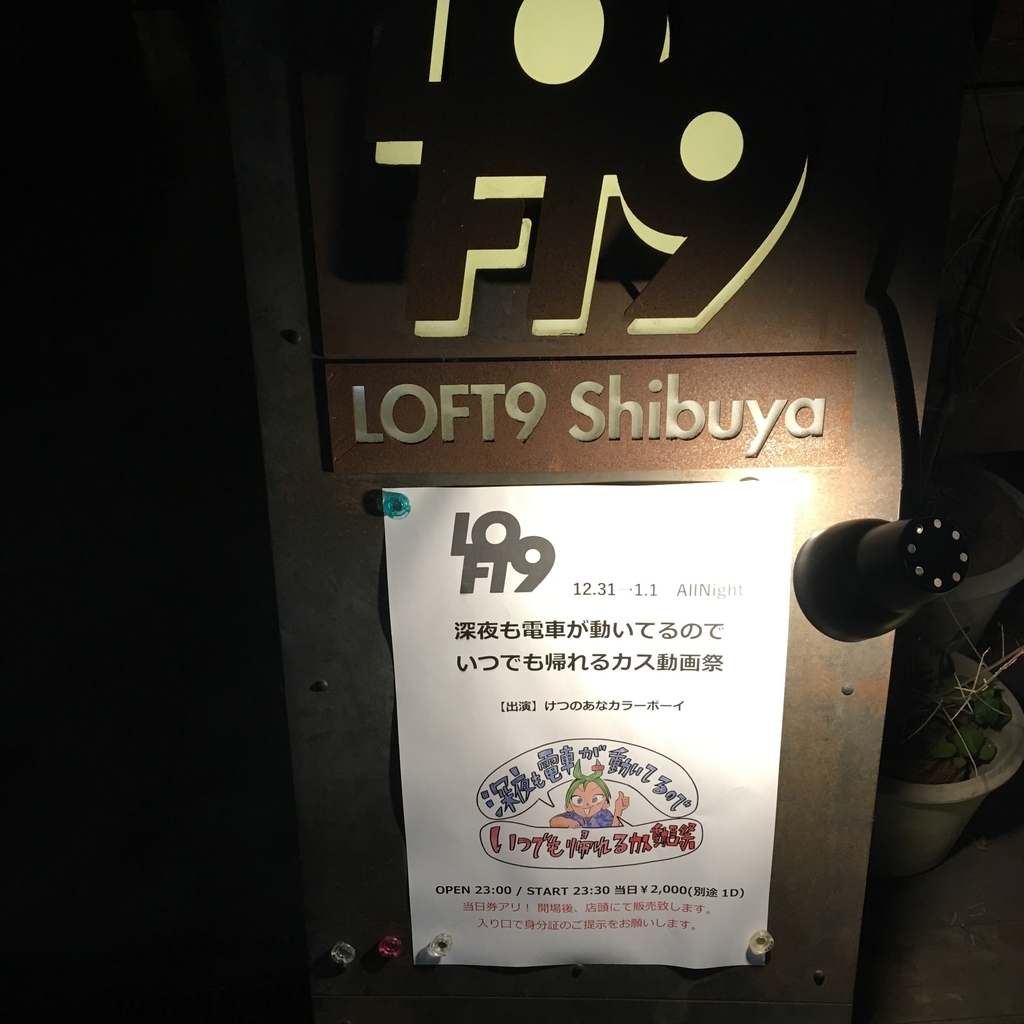 LOFT9
LOFT9 Shibuya
LOFT9
12.31→1.1 AllNight
深夜も電車が動いてるので
いつでも帰れるカス動画祭
【出演】けつのあなカラーボーイ
深夜も電車が動いてるので
いつでも帰れるカス動画祭
OPEN 23:00 / START 23:30 当日¥2,000(別途 1D)
当日券アリ！ 開場後、店頭にて販売致します。
入り口で身分証のご提示をお願いします。